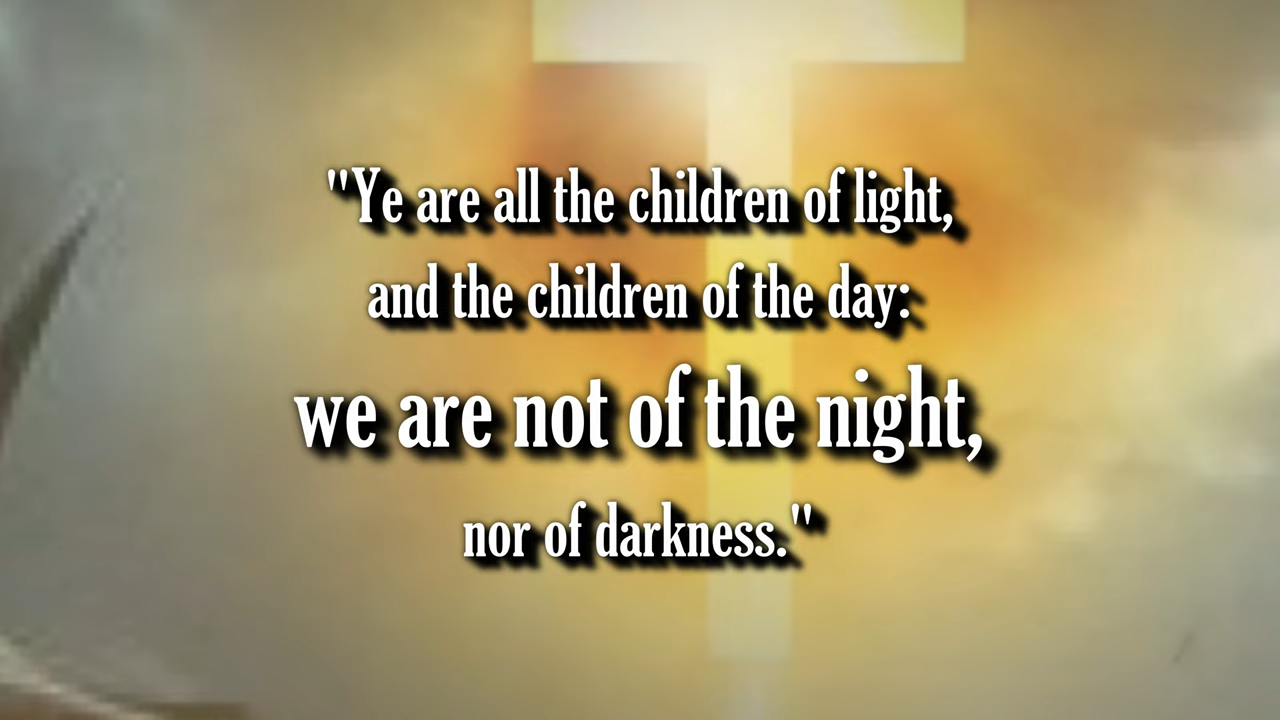 "Ye are all the children of light,
and the children of the day:
we are not of the night,
nor of darkness."